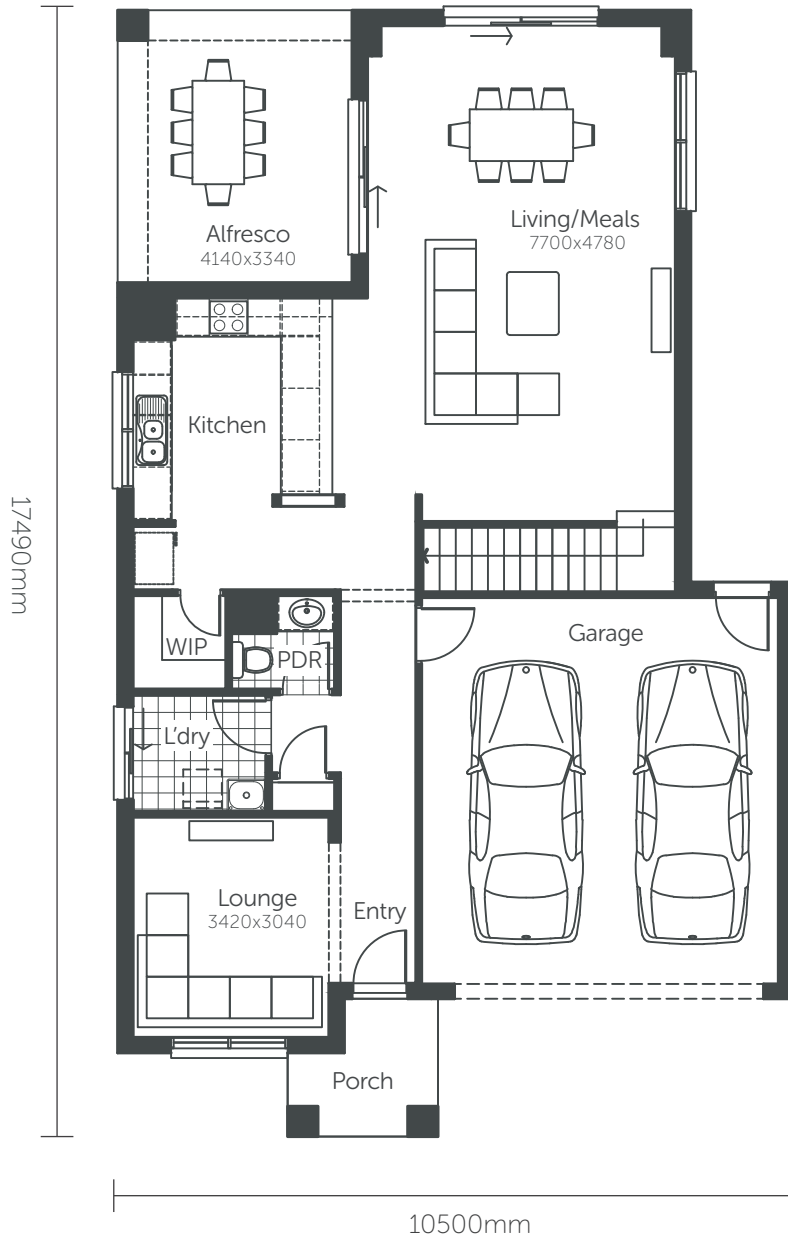 Alfresco
4140x3340
Living/Meals
7700x4780
Kitchen
17490mm
WIP
PDR
Garage
L'dry
Lounge
3420x3040
Entry
Porch
10500mm